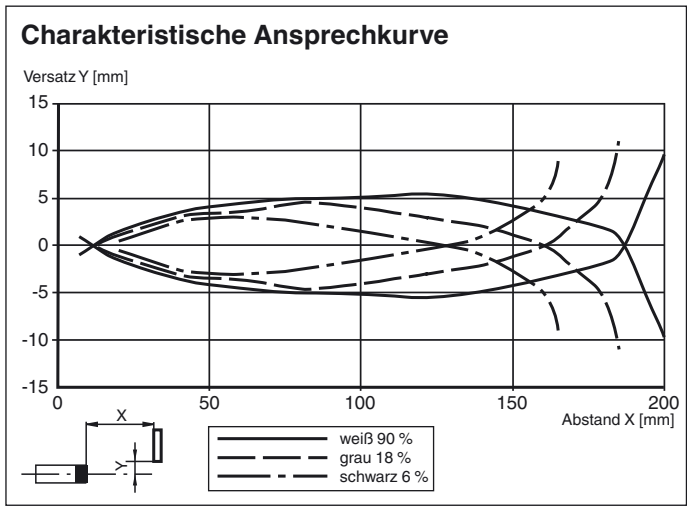 Charakteristische Ansprechkurve
Versatz Y [mm]
15
10
5
0
-5
-10
-15
0 50 100 150 200
Abstand X [mm]
X
Y
weiß 90 %
grau 18 %
schwarz 6 %